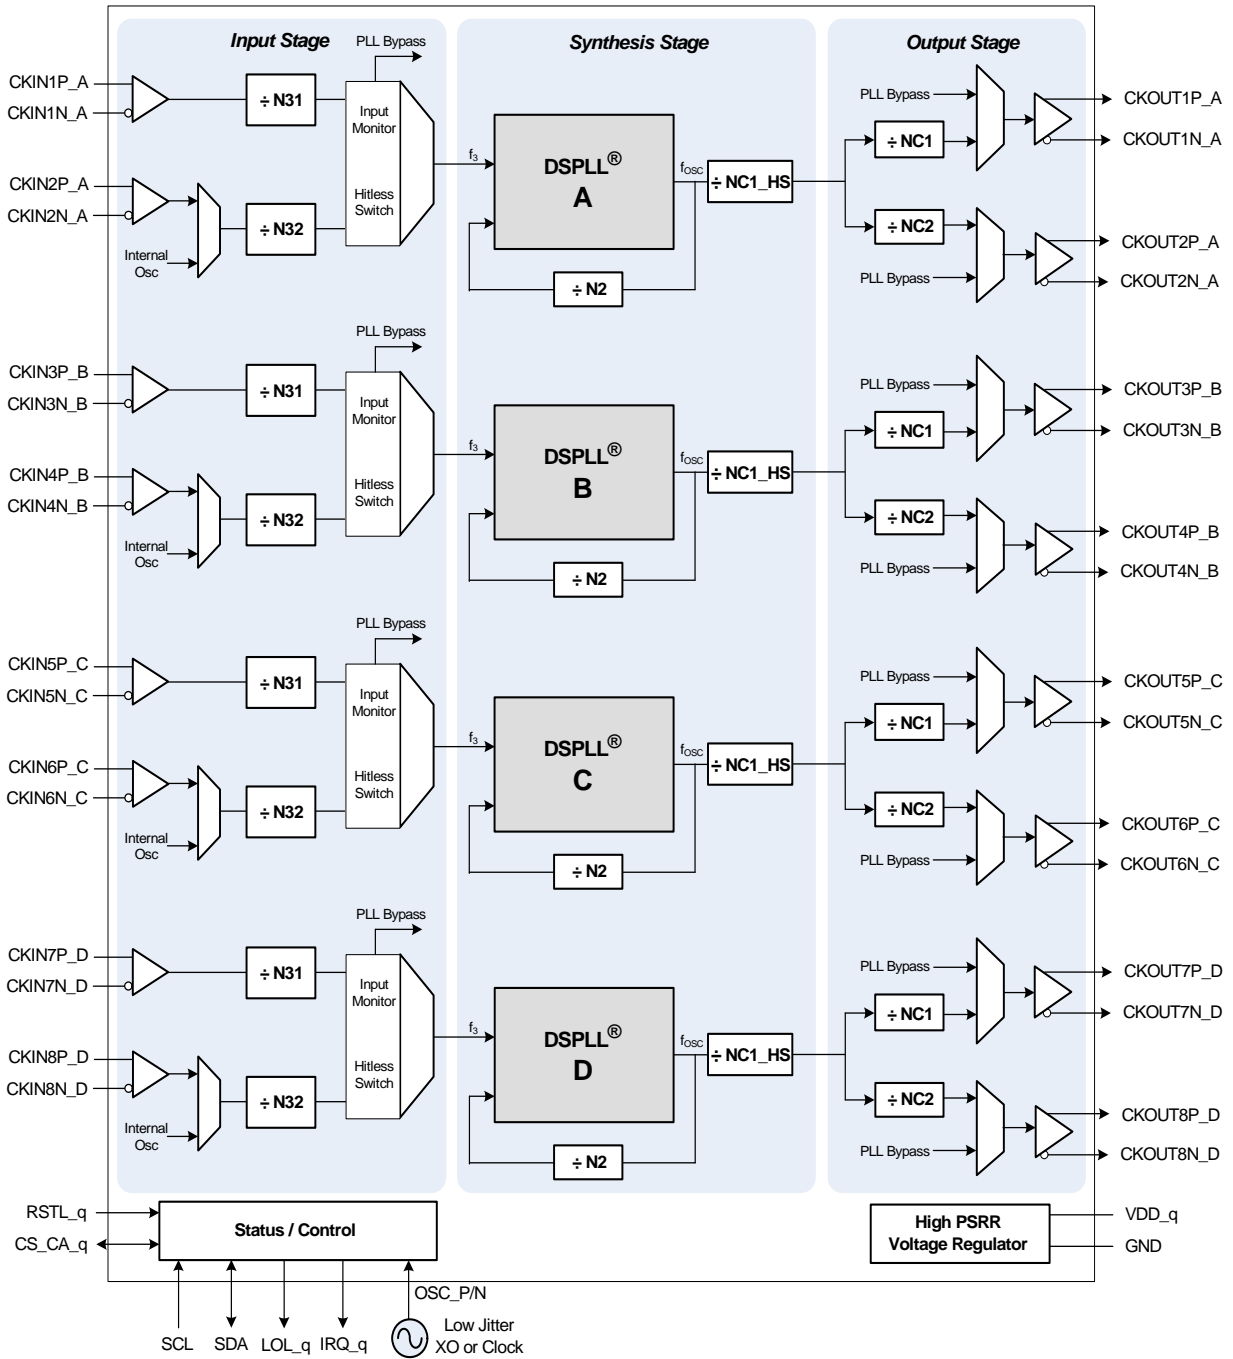 Input Stage
Synthesis Stage
Output Stage
PLL Bypass
CKIN1P_A
CKIN1N_A
÷ N31
Input
Monitor
CKIN2P_A
CKIN2N_A
Internal
Osc
÷ N32
Hitless
Switch
f3
DSPLL®
A
÷ N2
fOSC
÷ NC1_HS
PLL Bypass
÷ NC1
CKOUT1P_A
CKOUT1N_A
÷ NC2
PLL Bypass
CKOUT2P_A
CKOUT2N_A
PLL Bypass
CKIN3P_B
CKIN3N_B
÷ N31
Input
Monitor
CKIN4P_B
CKIN4N_B
Internal
Osc
÷ N32
Hitless
Switch
f3
DSPLL®
B
÷ N2
fOSC
÷ NC1_HS
PLL Bypass
÷ NC1
CKOUT3P_B
CKOUT3N_B
÷ NC2
PLL Bypass
CKOUT4P_B
CKOUT4N_B
PLL Bypass
CKIN5P_C
CKIN5N_C
÷ N31
Input
Monitor
CKIN6P_C
CKIN6N_C
Internal
Osc
÷ N32
Hitless
Switch
f3
DSPLL®
C
÷ N2
fOSC
÷ NC1_HS
PLL Bypass
÷ NC1
CKOUT5P_C
CKOUT5N_C
÷ NC2
PLL Bypass
CKOUT6P_C
CKOUT6N_C
PLL Bypass
CKIN7P_D
CKIN7N_D
÷ N31
Input
Monitor
CKIN8P_D
CKIN8N_D
Internal
Osc
÷ N32
Hitless
Switch
f3
DSPLL®
D
÷ N2
fOSC
÷ NC1_HS
PLL Bypass
÷ NC1
CKOUT7P_D
CKOUT7N_D
÷ NC2
PLL Bypass
CKOUT8P_D
CKOUT8N_D
RSTL_q
CS_CA_q
Status / Control
High PSRR
Voltage Regulator
VDD_q
GND
SCL
SDA
LOL_q
IRQ_q
OSC_P/N
Low Jitter
XO or Clock